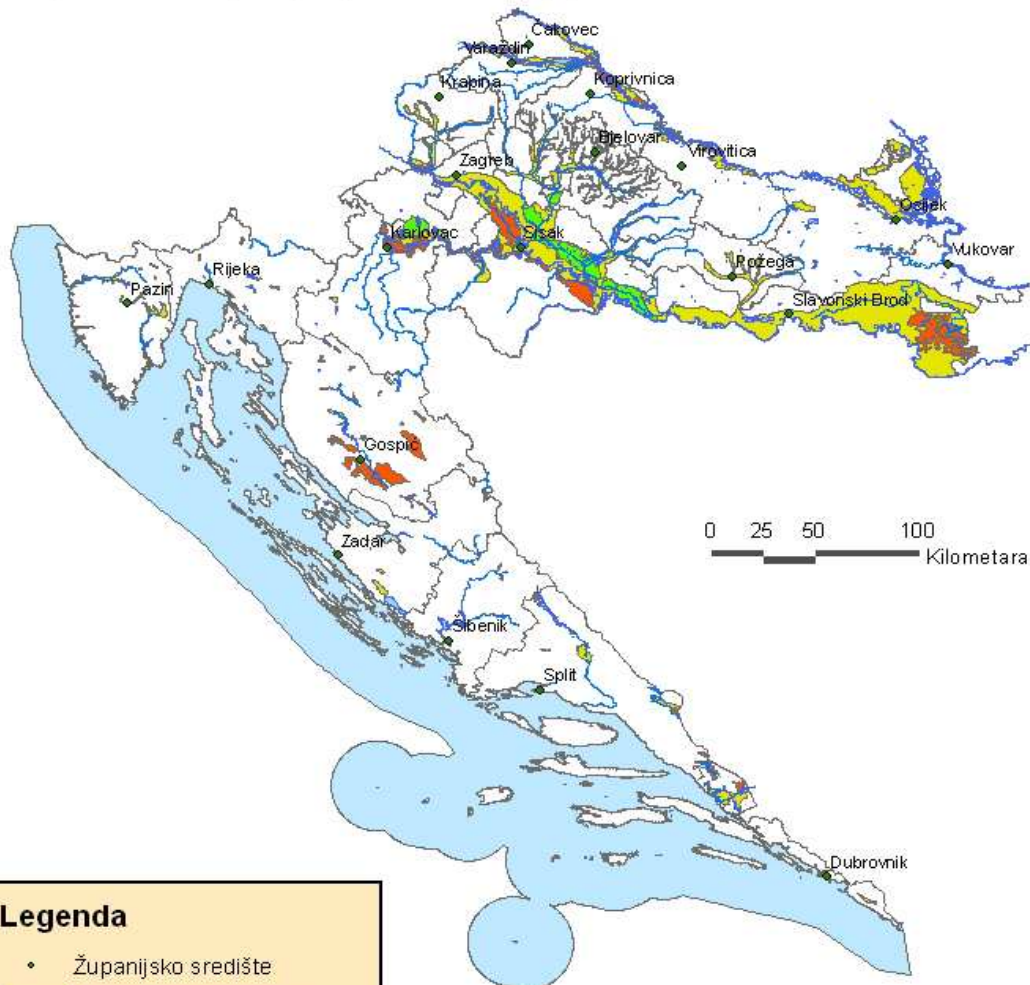 Čakovec
Varaždin
Krapina
Koprivnica
Bjelovar
Virovitica
Zagreb
Osijek
Karlovac
Sisak
Vukovar
Rijeka
Požega
Pazin
Slavonski Brod
Gospić
0 25 50 100
Kilometara
Zadar
Šibenik
Split
Dubrovnik
Legenda
Županijsko središte